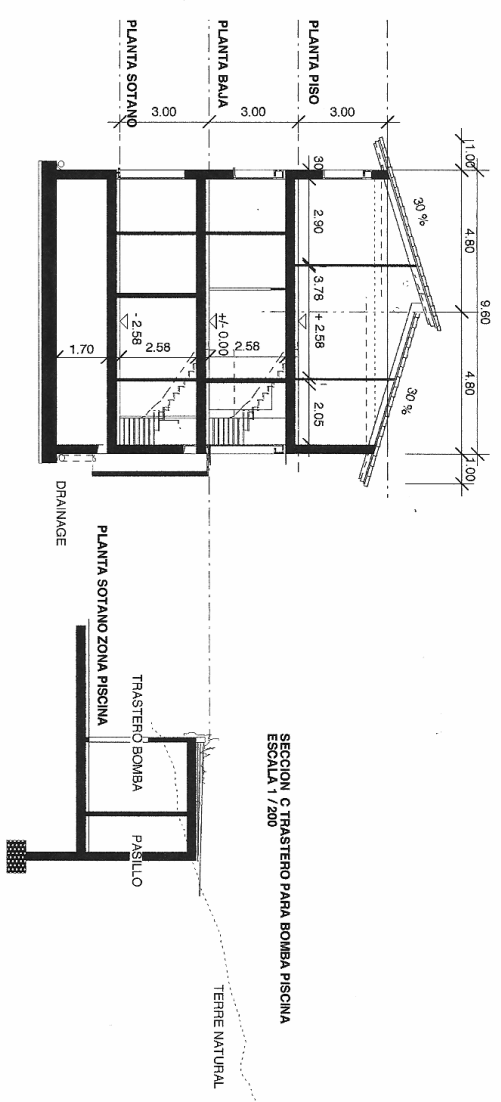 1.00
4.80
9.60
4.80
1.00
30 %
30 %
PLANTA PISO
3.00
30
2.90
3.78
+ 2.58
2.05
PLANTA BAJA
3.00
+/- 0.00
2.58
PLANTA SOTANO
3.00
- 2.58
2.58
1.70
DRAINAGE
SECCION C TRASTERO PARA BOMBA PISCINA
ESCALA 1 / 200
TERRE NATURAL
TRASTERO BOMBA
PASILLO
PLANTA SOTANO ZONA PISCINA